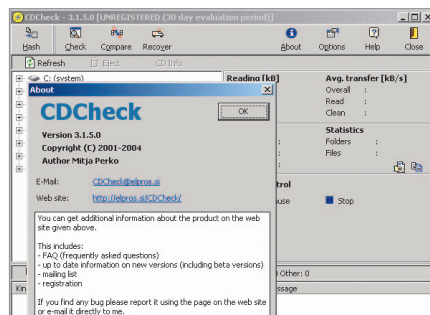 CDCheck - 3.1.5.0 [UNREGISTERED (30 day evaluation period)]
Hash Check Compare Recover About Options Help Close
Refresh Eject CD Info
C: (system)
Reading [kB]
Avg. transfer [kB/s]
Overall :
Read :
Clean :
Statistics
Folders :
Files :
About
CDCheck
OK
Version 3.1.5.0
Copyright (C) 2001-2004
Author Mitja Perko
E-Mail: CDCheck@elpros.si
Web site: http://elpros.si/CDCheck/
trol
use Stop
You can get additional information about the product on the web
site given above.
This includes:
- FAQ (frequently asked questions)
- up to date information on new versions (including beta versions)
- mailing list
- registration
If you find any bug please report it using the page on the web site
or e-mail it directly to me.
Other: 0
Kin
ssage